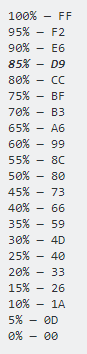 100% — FF
95% — F2
90% — E6
85% — D9
80% — CC
75% — BF
70% — B3
65% — A6
60% — 99
55% — 8C
50% — 80
45% — 73
40% — 66
35% — 59
30% — 4D
25% — 40
20% — 33
15% — 26
10% — 1A
5% — 0D
0% — 00